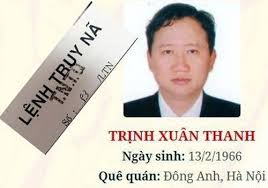 LỆNH TRUY NÃ
TRỊNH XUÂN THANH
Ngày sinh: 13/2/1966
Quê quán: Đông Anh, Hà Nội